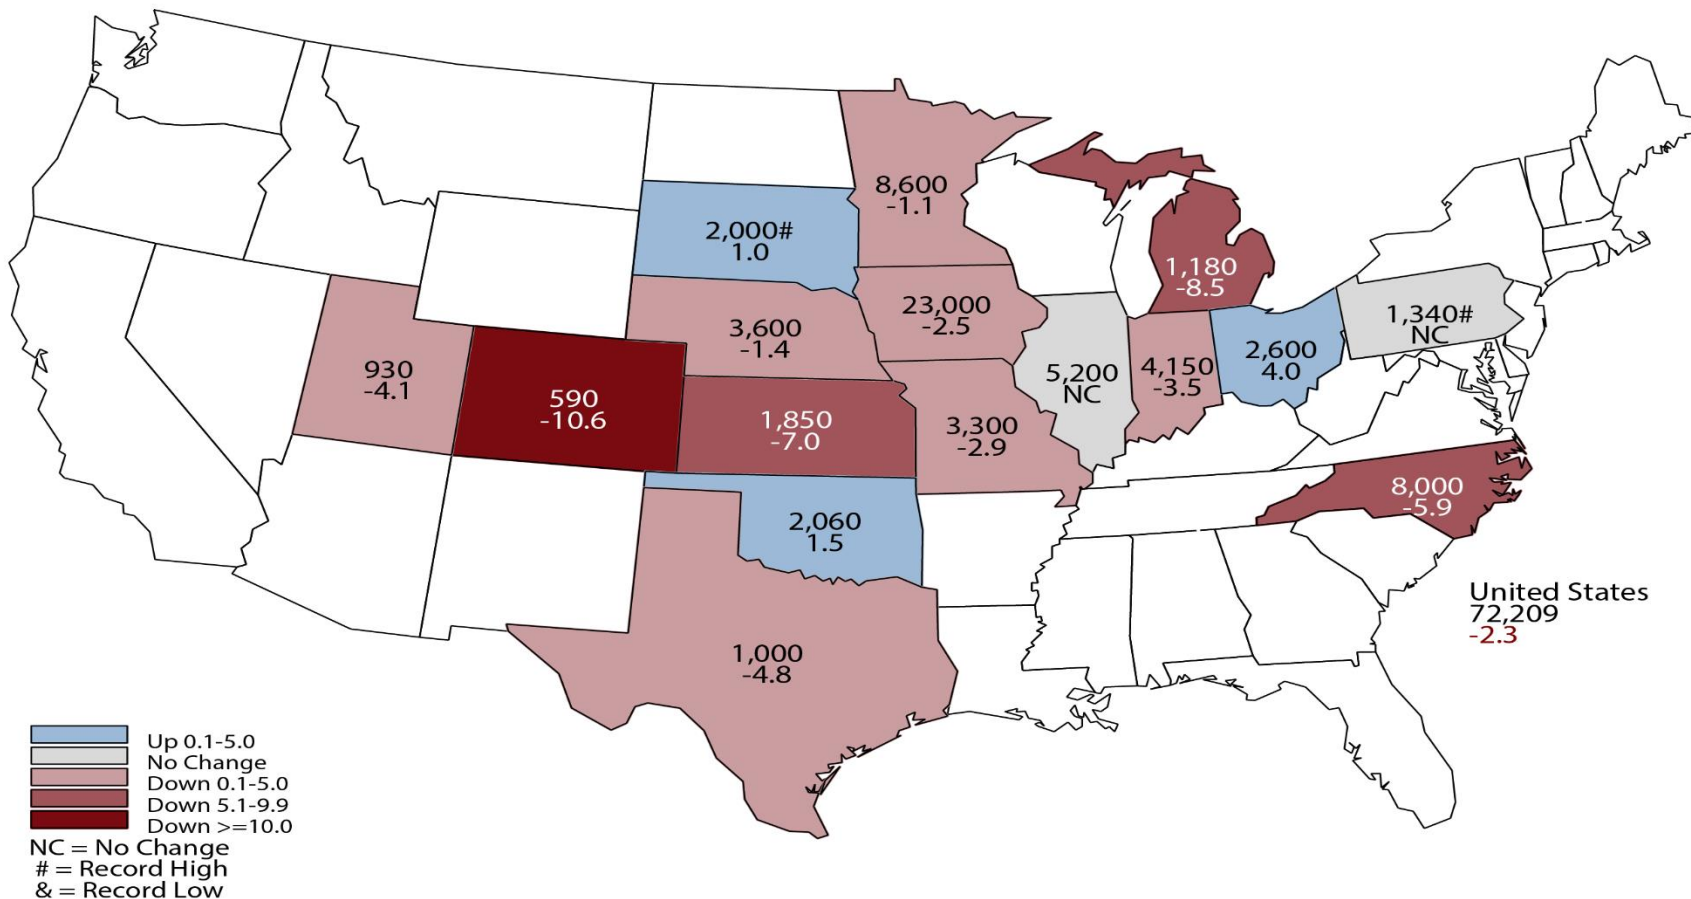 8,600
-1.1
2,000#
1.0
1,180
-8.5
23,000
-2.5
3,600
-1.4
1,340#
NC
2,600
4.0
930
-4.1
5,200
NC
4,150
-3.5
590
-10.6
1,850
-7.0
3,300
-2.9
8,000
-5.9
2,060
1.5
United States
72,209
-2.3
1,000
-4.8
Up 0.1-5.0
No Change
Down 0.1-5.0
Down 5.1-9.9
Down >=10.0
NC = No Change
# = Record High
& = Record Low